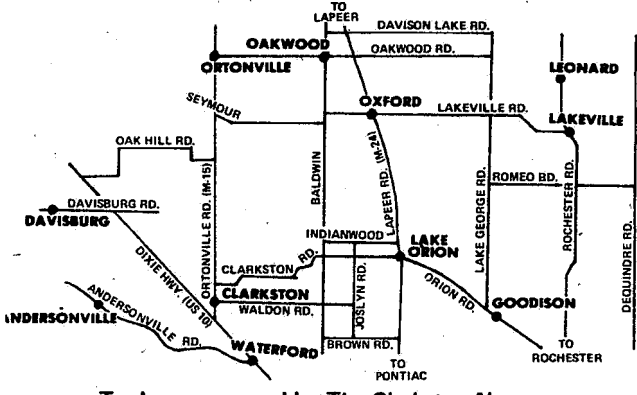 TO
LAPEER
DAVISON LAKE RD.
OAKWOOD
OAKWOOD RD.
ORTONVILLE
LEONARD
SEYMOUR
OXFORD
LAKEVILLE RD.
LAKEVILLE
OAK HILL RD.
ORTONVILLE RD. (M-15)
BALDWIN
LAPEER RD. (M-24)
LAKE GEORGE RD.
ROMEO BD.
ROCHESTER RD.
DEQUINDRE RD.
DAVISBURG RD.
DAVISBURG
DIXIE HWY. (US 10)
INDIANWOOD
RD.
CLARKSTON
LAKE
ORION
JOSLYN RD.
ORION RD.
CLARKSTON
WALDON RD.
GOODISON
ANDERSONVILLE
ANDERSONVILLE
RD.
WATERFORD
BROWN RD.
TO
PONTIAC
TO
ROCHESTER